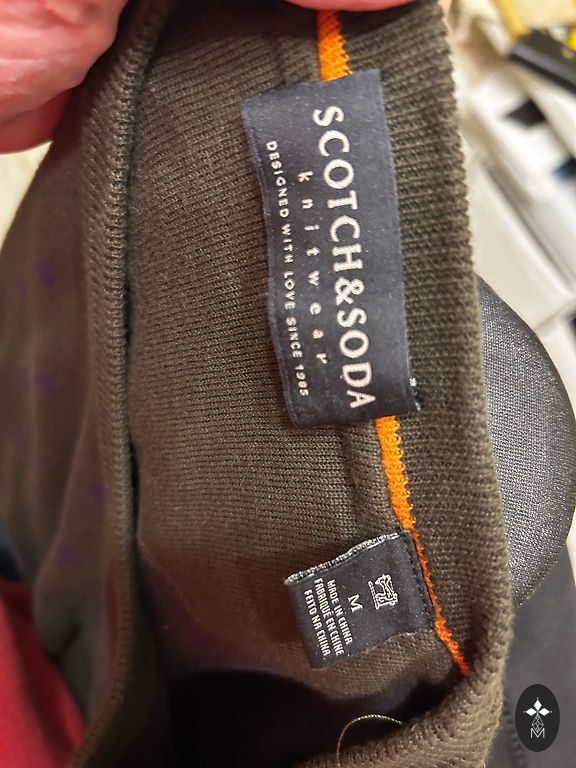 SCOTCH&SODA
knitwear
DESIGNED WITH LOVE SINCE 1985
M
MADE IN CHINA
FABRIQUÉ EN CHINE
FEITO NA CHINA
M